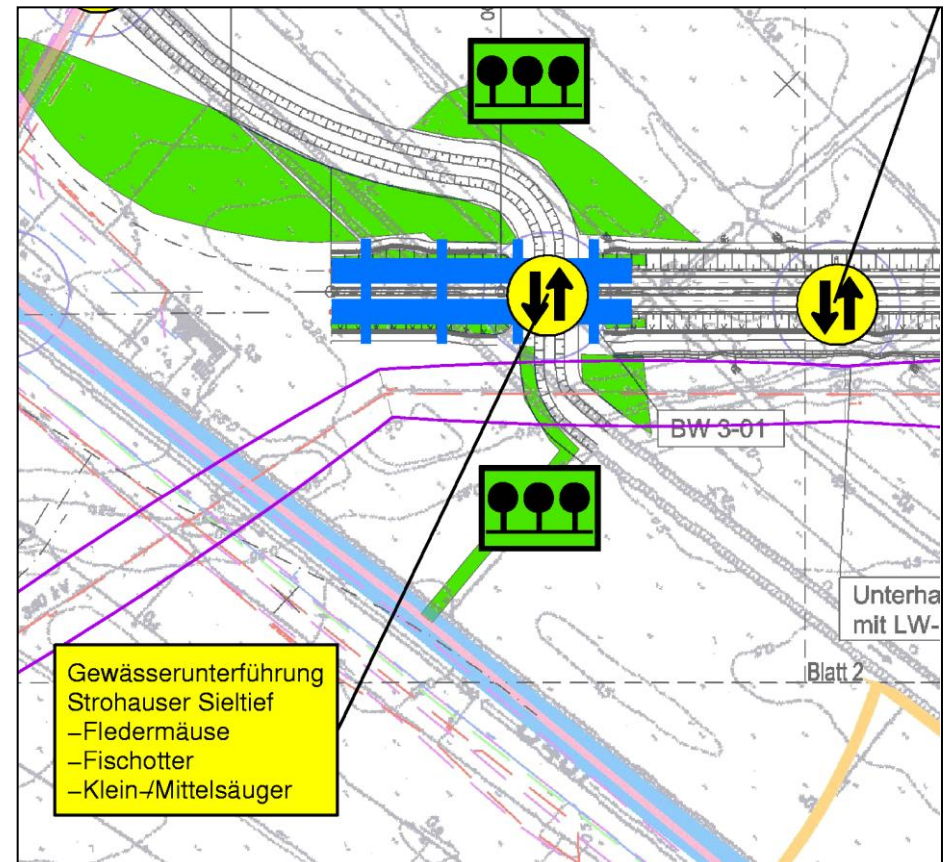 BW 3-01
Unterha
mit LW-
Blatt 2
Gewässerunterführung
Strohauser Sieltief
–Fledermäuse
–Fischotter
–Klein-/Mittelsäuger